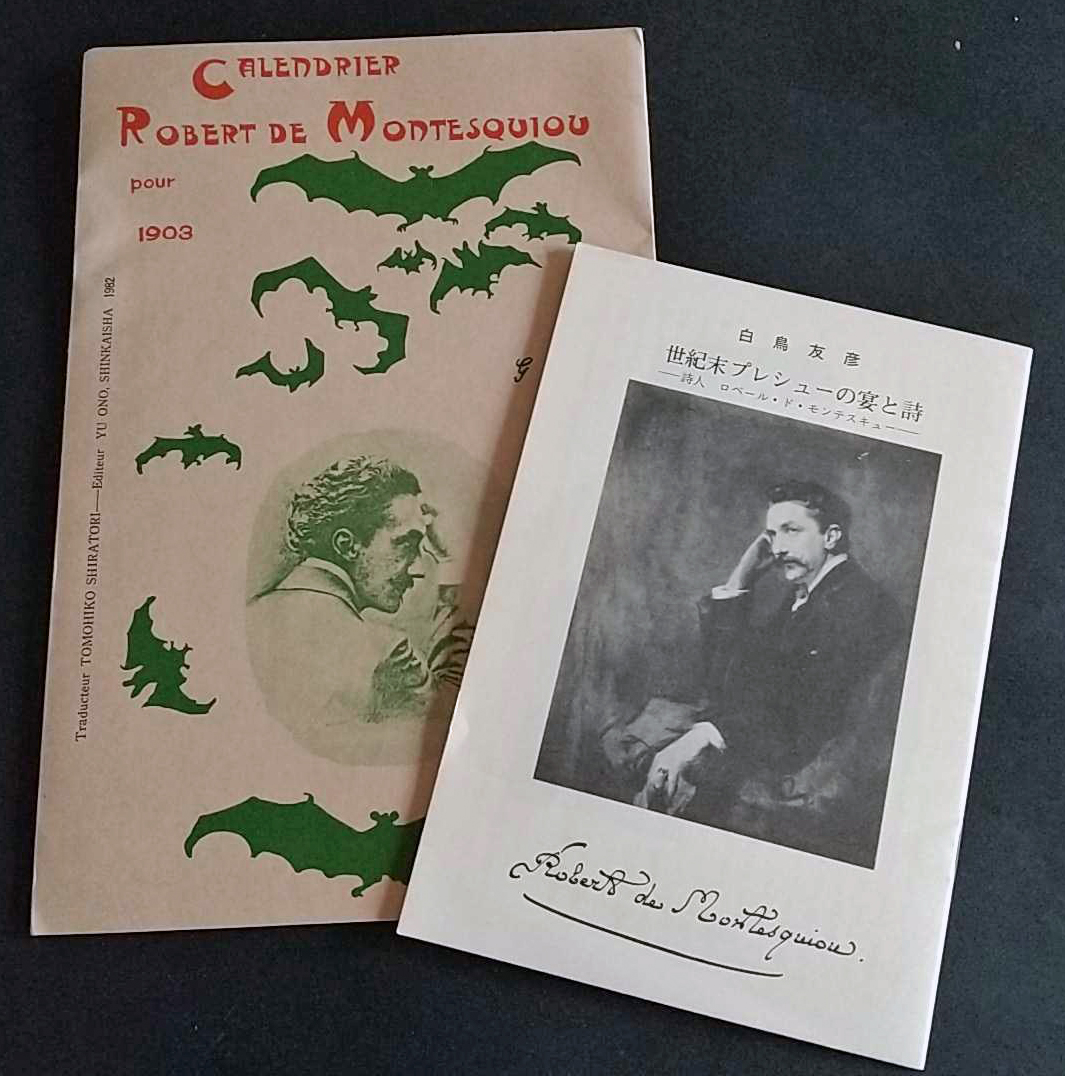 CALENDRIER
ROBERT DE MONTESQUIOU
pour
1903
Traducteur TOMOHIKO SHIRATORI——Editeur YU ONO, SHINKAISHA 1982
白鳥友彦
世紀末プレシューの宴と詩
——詩人 ロベール・ド・モンテスキュー——
Robert de Montesquiou.